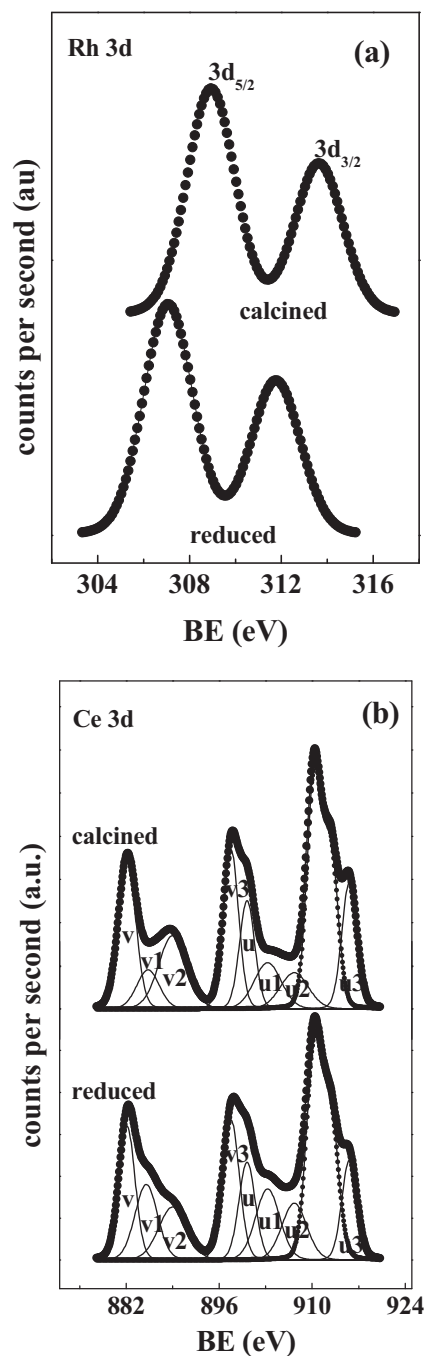 Rh 3d
(a)
3d5/2
3d3/2
calcined
reduced
counts per second (au)
304 308 312 316
BE (eV)
Ce 3d
(b)
calcined
v
v1
v2
v3
u
u1
u2
u3
reduced
v
v1
v2
v3
u
u1
u2
u3
counts per second (a.u.)
882 896 910 924
BE (eV)